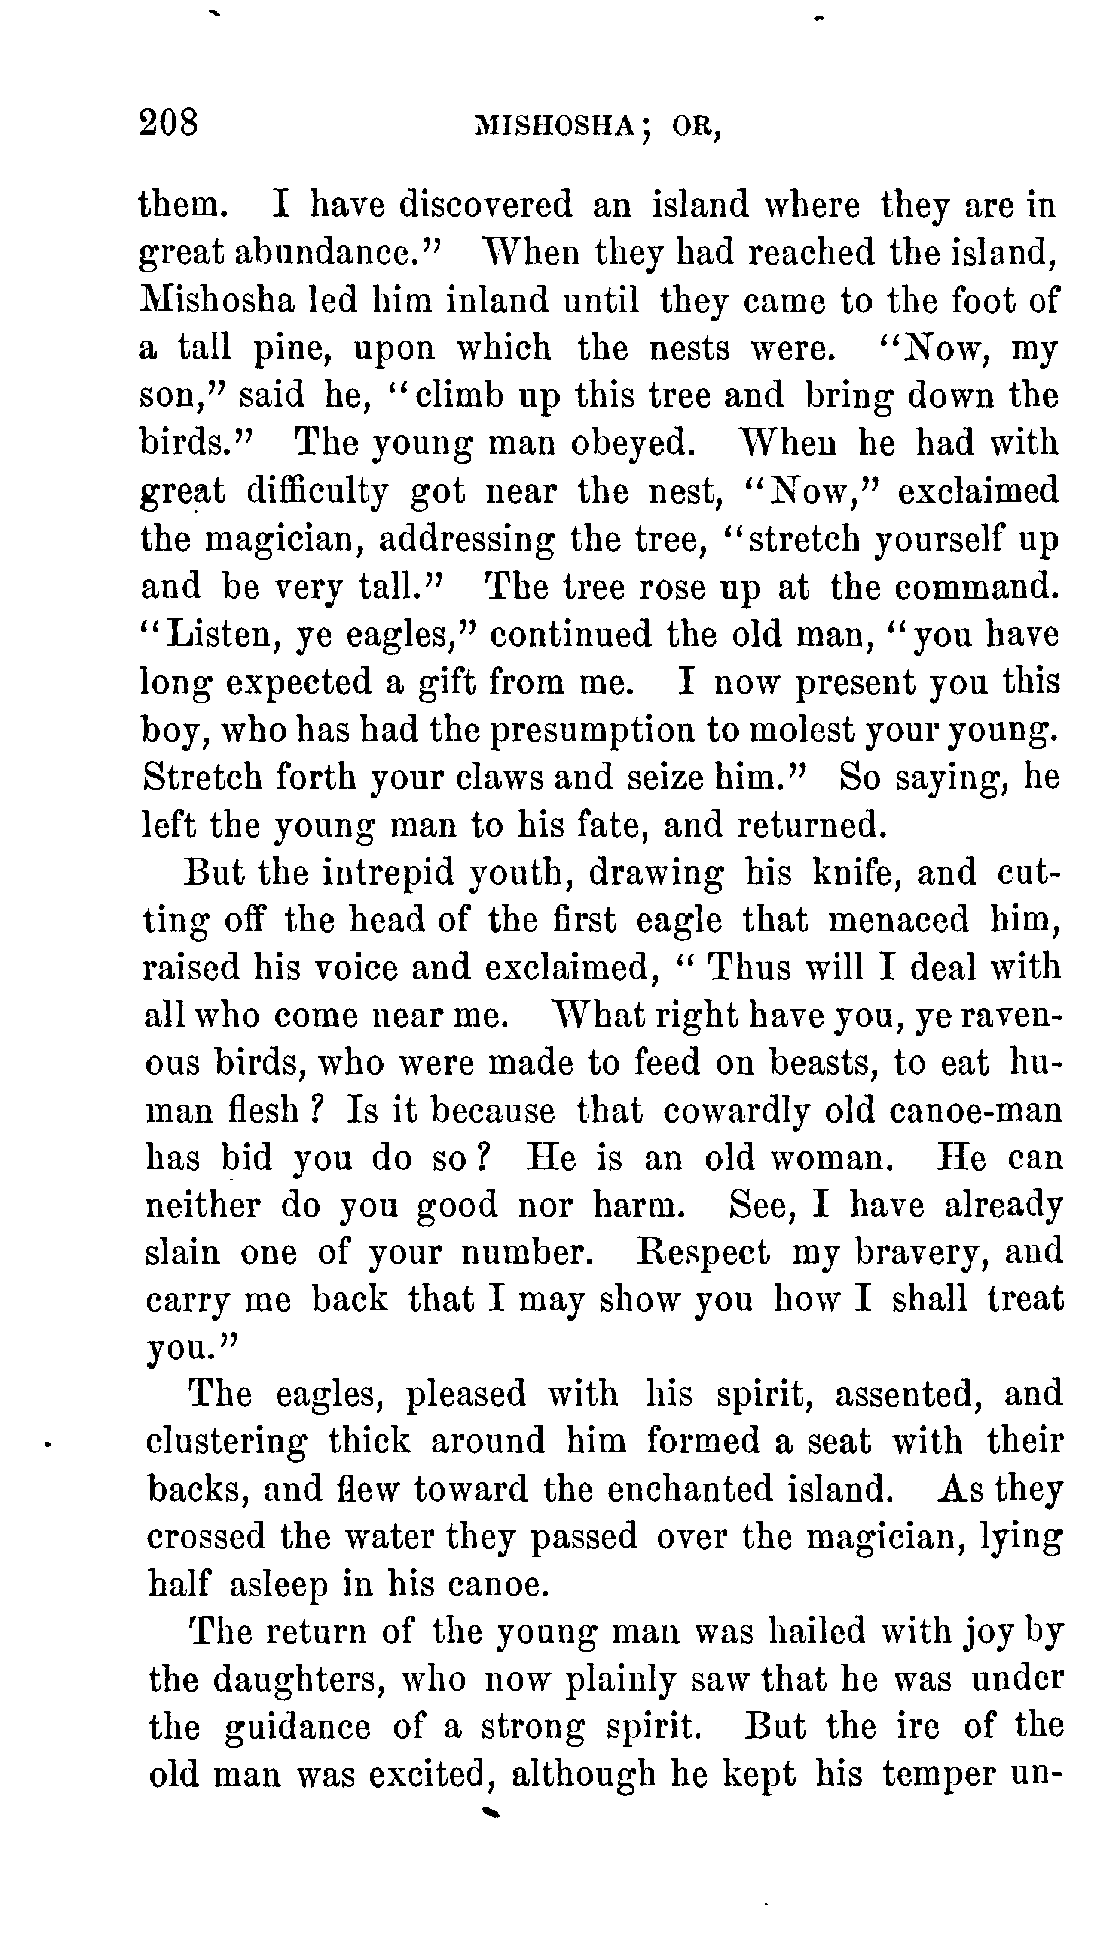 208 MISHOSHA; OR,
them. I have discovered an island where they are in
great abundance.” When they had reached the island,
Mishosha led him inland until they came to the foot of
a tall pine, upon which the nests were. “Now, my
son,” said he, “climb up this tree and bring down the
birds.” The young man obeyed. When he had with
great difficulty got near the nest, “Now,” exclaimed
the magician, addressing the tree, “stretch yourself up
and be very tall.” The tree rose up at the command.
“Listen, ye eagles,” continued the old man, “you have
long expected a gift from me. I now present you this
boy, who has had the presumption to molest your young.
Stretch forth your claws and seize him.” So saying, he
left the young man to his fate, and returned.
But the intrepid youth, drawing his knife, and cut-
ting off the head of the first eagle that menaced him,
raised his voice and exclaimed, “Thus will I deal with
all who come near me. What right have you, ye raven-
ous birds, who were made to feed on beasts, to eat hu-
man flesh? Is it because that cowardly old canoe-man
has bid you do so? He is an old woman. He can
neither do you good nor harm. See, I have already
slain one of your number. Respect my bravery, and
carry me back that I may show you how I shall treat
you.”
The eagles, pleased with his spirit, assented, and
clustering thick around him formed a seat with their
backs, and flew toward the enchanted island. As they
crossed the water they passed over the magician, lying
half asleep in his canoe.
The return of the young man was hailed with joy by
the daughters, who now plainly saw that he was under
the guidance of a strong spirit. But the ire of the
old man was excited, although he kept his temper un-